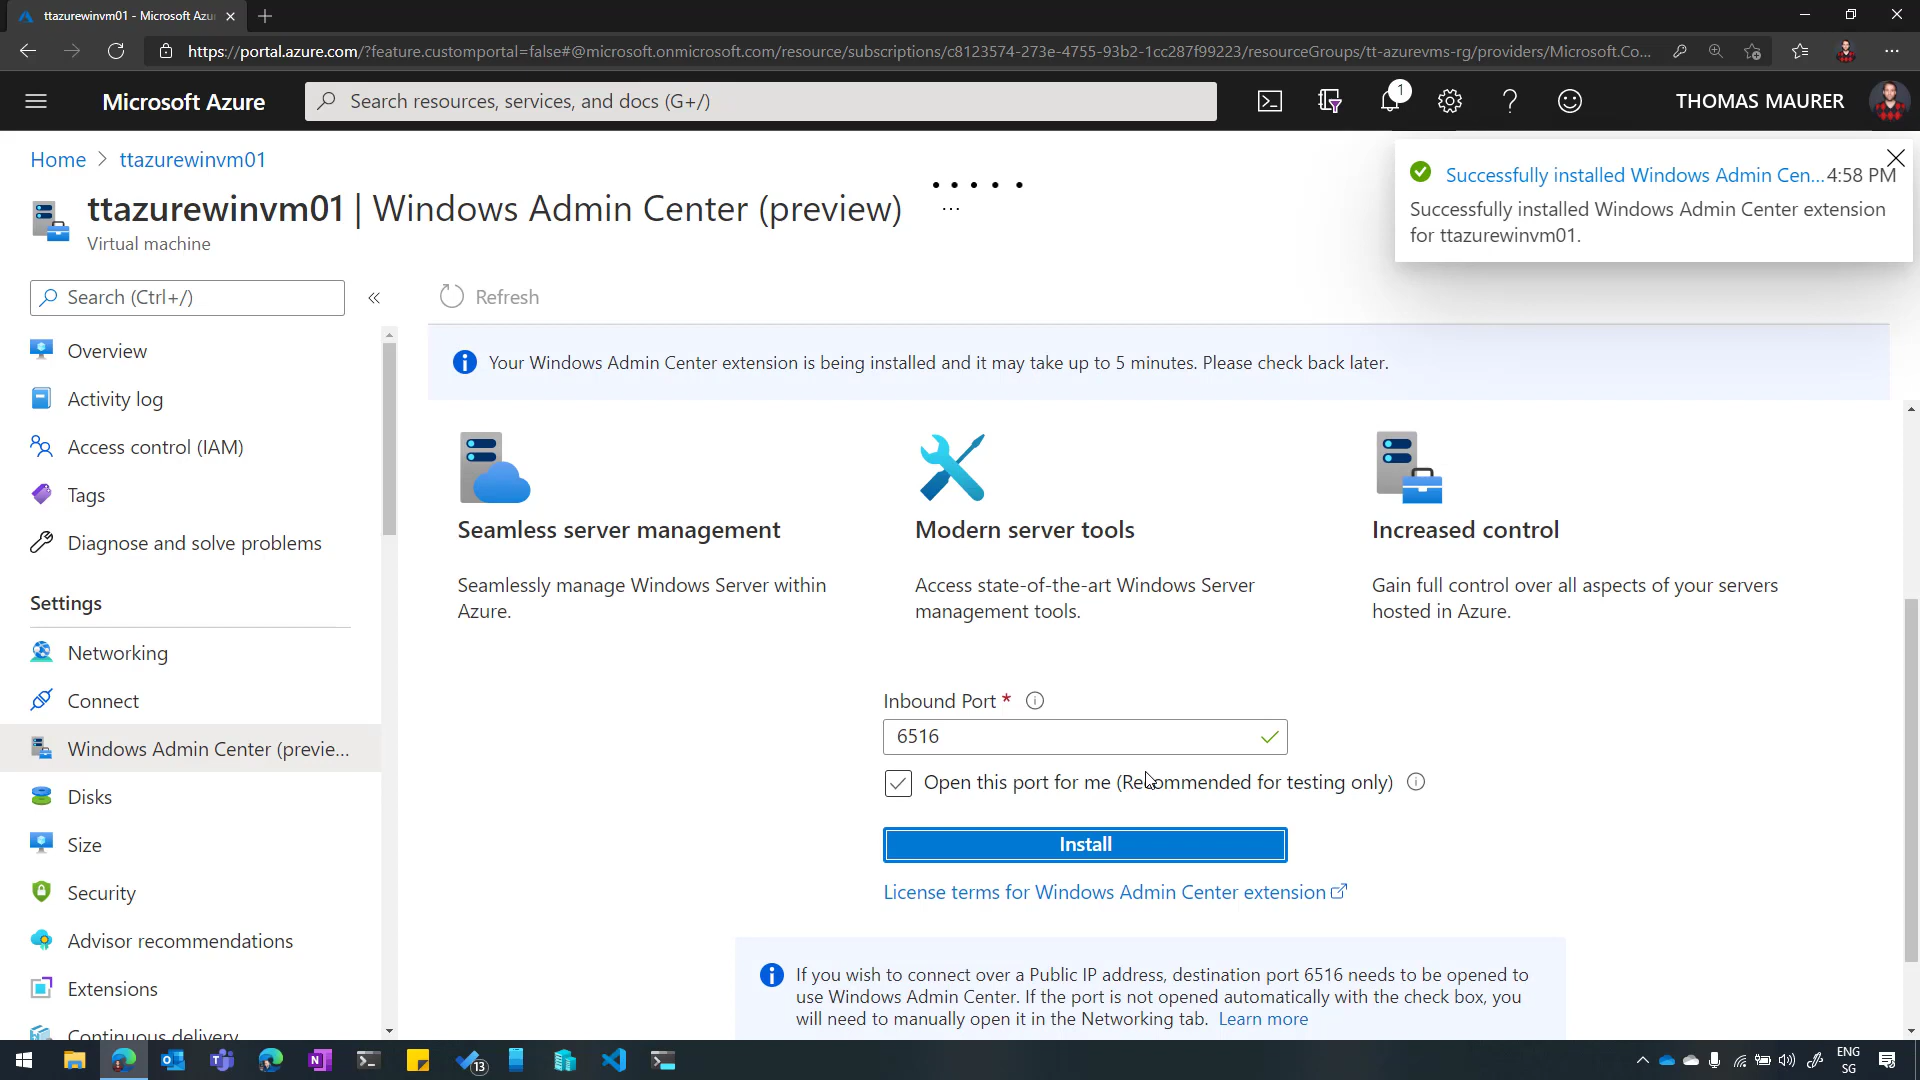 ttazurewinvm01 - Microsoft Azu
https://portal.azure.com/?feature.customportal=false#@microsoft.onmicrosoft.com/resource/subscriptions/c8123574-273e-4755-93b2-1cc287f99223/resourceGroups/tt-azurevms-rg/providers/Microsoft.Co...
Microsoft Azure
Search resources, services, and docs (G+/)
1
THOMAS MAURER
Home > ttazurewinvm01
ttazurewinvm01 | Windows Admin Center (preview)
...
Virtual machine
Successfully installed Windows Admin Cen... 4:58 PM
Successfully installed Windows Admin Center extension
for ttazurewinvm01.
Search (Ctrl+/)
«
Refresh
Your Windows Admin Center extension is being installed and it may take up to 5 minutes. Please check back later.
Overview
Activity log
Access control (IAM)
Tags
Diagnose and solve problems
Settings
Networking
Connect
Windows Admin Center (previe...
Disks
Size
Security
Advisor recommendations
Extensions
Continuous delivery
Seamless server management
Seamlessly manage Windows Server within
Azure.
Modern server tools
Access state-of-the-art Windows Server
management tools.
Increased control
Gain full control over all aspects of your servers
hosted in Azure.
Inbound Port *
6516
Open this port for me (Recommended for testing only)
Install
License terms for Windows Admin Center extension
If you wish to connect over a Public IP address, destination port 6516 needs to be opened to
use Windows Admin Center. If the port is not opened automatically with the check box, you
will need to manually open it in the Networking tab. Learn more
13
ENG
SG